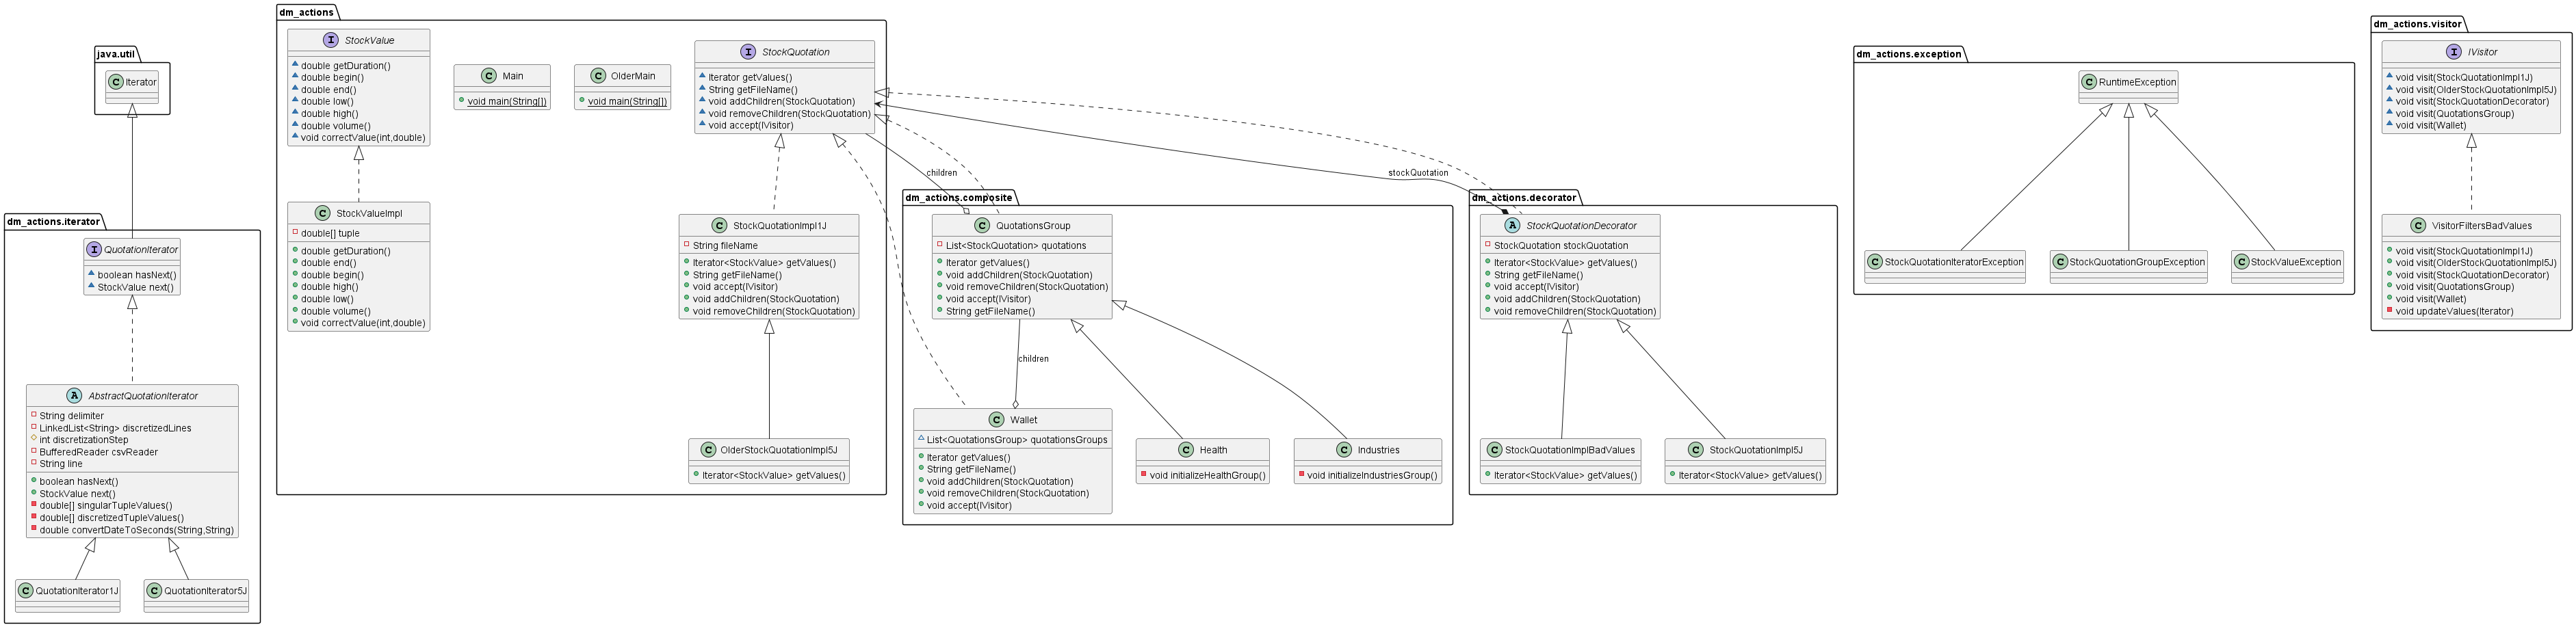 java.util
C Iterator
dm_actions.iterator
I QuotationIterator
boolean hasNext()
StockValue next()
A AbstractQuotationIterator
String delimiter
LinkedList<String> discretizedLines
int discretizationStep
BufferedReader csvReader
String line
boolean hasNext()
StockValue next()
double[] singularTupleValues()
double[] discretizedTupleValues()
double convertDateToSeconds(String,String)
C QuotationIterator1J
C QuotationIterator5J
dm_actions
I StockValue
double getDuration()
double begin()
double end()
double low()
double high()
double volume()
void correctValue(int,double)
C StockValueImpl
double[] tuple
double getDuration()
double end()
double begin()
double high()
double low()
double volume()
void correctValue(int,double)
C Main
void main(String[])
C OlderMain
void main(String[])
I StockQuotation
Iterator getValues()
String getFileName()
void addChildren(StockQuotation)
void removeChildren(StockQuotation)
void accept(IVisitor)
C StockQuotationImpl1J
String fileName
Iterator<StockValue> getValues()
String getFileName()
void accept(IVisitor)
void addChildren(StockQuotation)
void removeChildren(StockQuotation)
C OlderStockQuotationImpl5J
Iterator<StockValue> getValues()
children
stockQuotation
dm_actions.composite
C QuotationsGroup
List<StockQuotation> quotations
Iterator getValues()
void addChildren(StockQuotation)
void removeChildren(StockQuotation)
void accept(IVisitor)
String getFileName()
children
C Wallet
List<QuotationsGroup> quotationsGroups
Iterator getValues()
String getFileName()
void addChildren(StockQuotation)
void removeChildren(StockQuotation)
void accept(IVisitor)
C Health
void initializeHealthGroup()
C Industries
void initializeIndustriesGroup()
dm_actions.decorator
A StockQuotationDecorator
StockQuotation stockQuotation
Iterator<StockValue> getValues()
String getFileName()
void accept(IVisitor)
void addChildren(StockQuotation)
void removeChildren(StockQuotation)
C StockQuotationImplBadValues
Iterator<StockValue> getValues()
C StockQuotationImpl5J
Iterator<StockValue> getValues()
dm_actions.exception
C RuntimeException
C StockQuotationIteratorException
C StockQuotationGroupException
C StockValueException
dm_actions.visitor
I IVisitor
void visit(StockQuotationImpl1J)
void visit(OlderStockQuotationImpl5J)
void visit(StockQuotationDecorator)
void visit(QuotationsGroup)
void visit(Wallet)
C VisitorFiltersBadValues
void visit(StockQuotationImpl1J)
void visit(OlderStockQuotationImpl5J)
void visit(StockQuotationDecorator)
void visit(QuotationsGroup)
void visit(Wallet)
void updateValues(Iterator)